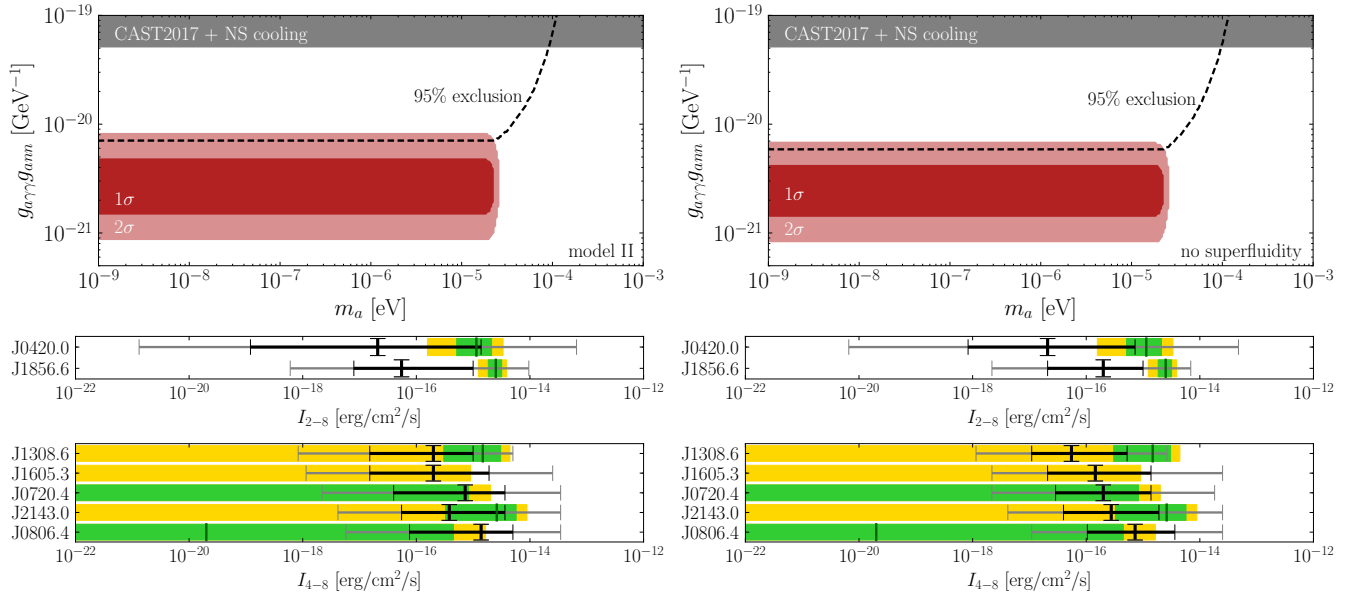 10⁻¹⁹
CAST2017 + NS cooling
95% exclusion
10⁻²⁰
g_{aγγ}g_{ann} [GeV⁻¹]
1σ
2σ
10⁻²¹
model II
10⁻⁹ 10⁻⁸ 10⁻⁷ 10⁻⁶ 10⁻⁵ 10⁻⁴ 10⁻³
m_a [eV]
J0420.0
J1856.6
10⁻²² 10⁻²⁰ 10⁻¹⁸ 10⁻¹⁶ 10⁻¹⁴ 10⁻¹²
I_{2−8} [erg/cm²/s]
J1308.6
J1605.3
J0720.4
J2143.0
J0806.4
10⁻²² 10⁻²⁰ 10⁻¹⁸ 10⁻¹⁶ 10⁻¹⁴ 10⁻¹²
I_{4−8} [erg/cm²/s]
10⁻¹⁹
CAST2017 + NS cooling
95% exclusion
10⁻²⁰
g_{aγγ}g_{ann} [GeV⁻¹]
1σ
2σ
10⁻²¹
no superfluidity
10⁻⁹ 10⁻⁸ 10⁻⁷ 10⁻⁶ 10⁻⁵ 10⁻⁴ 10⁻³
m_a [eV]
J0420.0
J1856.6
10⁻²² 10⁻²⁰ 10⁻¹⁸ 10⁻¹⁶ 10⁻¹⁴ 10⁻¹²
I_{2−8} [erg/cm²/s]
J1308.6
J1605.3
J0720.4
J2143.0
J0806.4
10⁻²² 10⁻²⁰ 10⁻¹⁸ 10⁻¹⁶ 10⁻¹⁴ 10⁻¹²
I_{4−8} [erg/cm²/s]